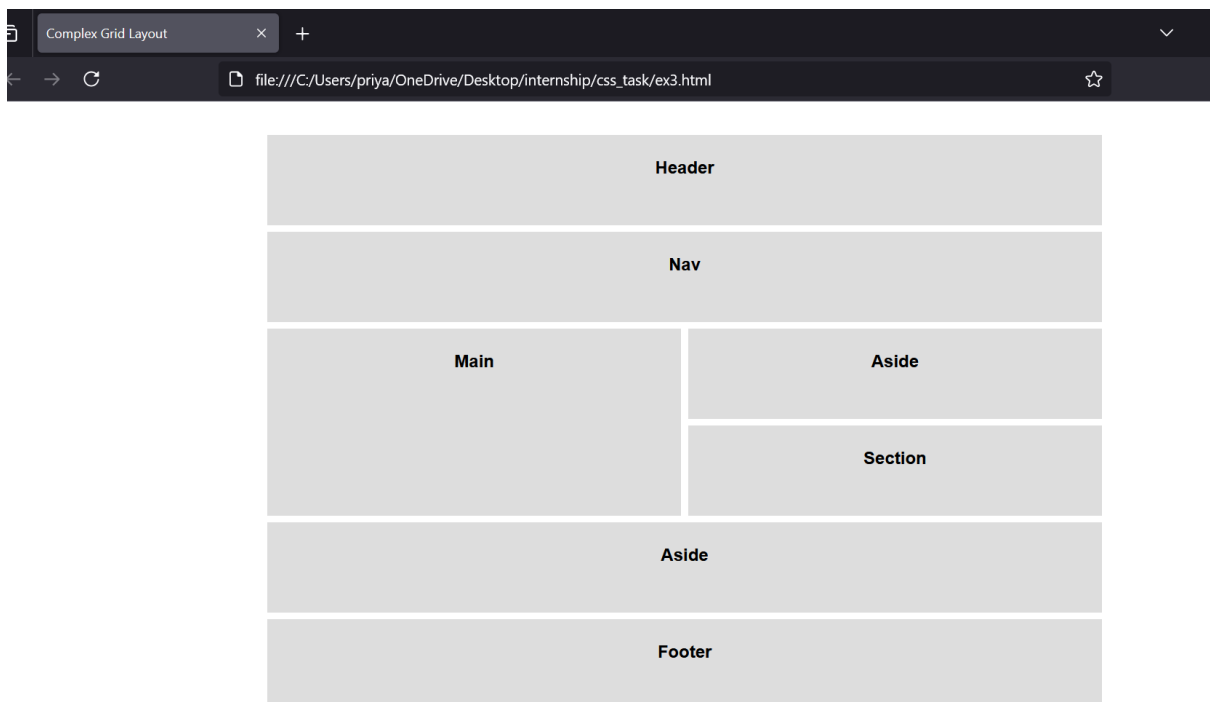 Complex Grid Layout
file:///C:/Users/priya/OneDrive/Desktop/internship/css_task/ex3.html
Header
Nav
Main
Aside
Section
Aside
Footer